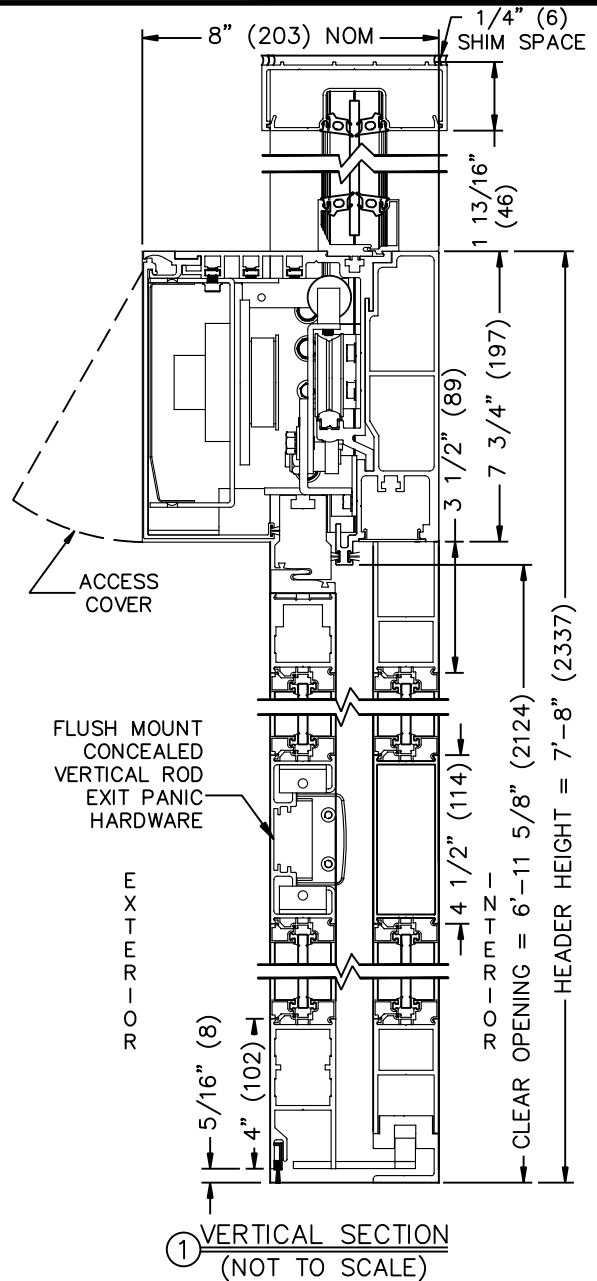 8" (203) NOM
1/4" (6)
SHIM SPACE
1 13/16"
(46)
3 1/2" (89)
7 3/4" (197)
ACCESS
COVER
FLUSH MOUNT
CONCEALED
VERTICAL ROD
EXIT PANIC
HARDWARE
4 1/2" (114)
CLEAR OPENING = 6'-11 5/8" (2124)
HEADER HEIGHT = 7'-8" (2337)
EXTERIOR
INTERIOR
5/16" (8)
4" (102)
1 VERTICAL SECTION
(NOT TO SCALE)